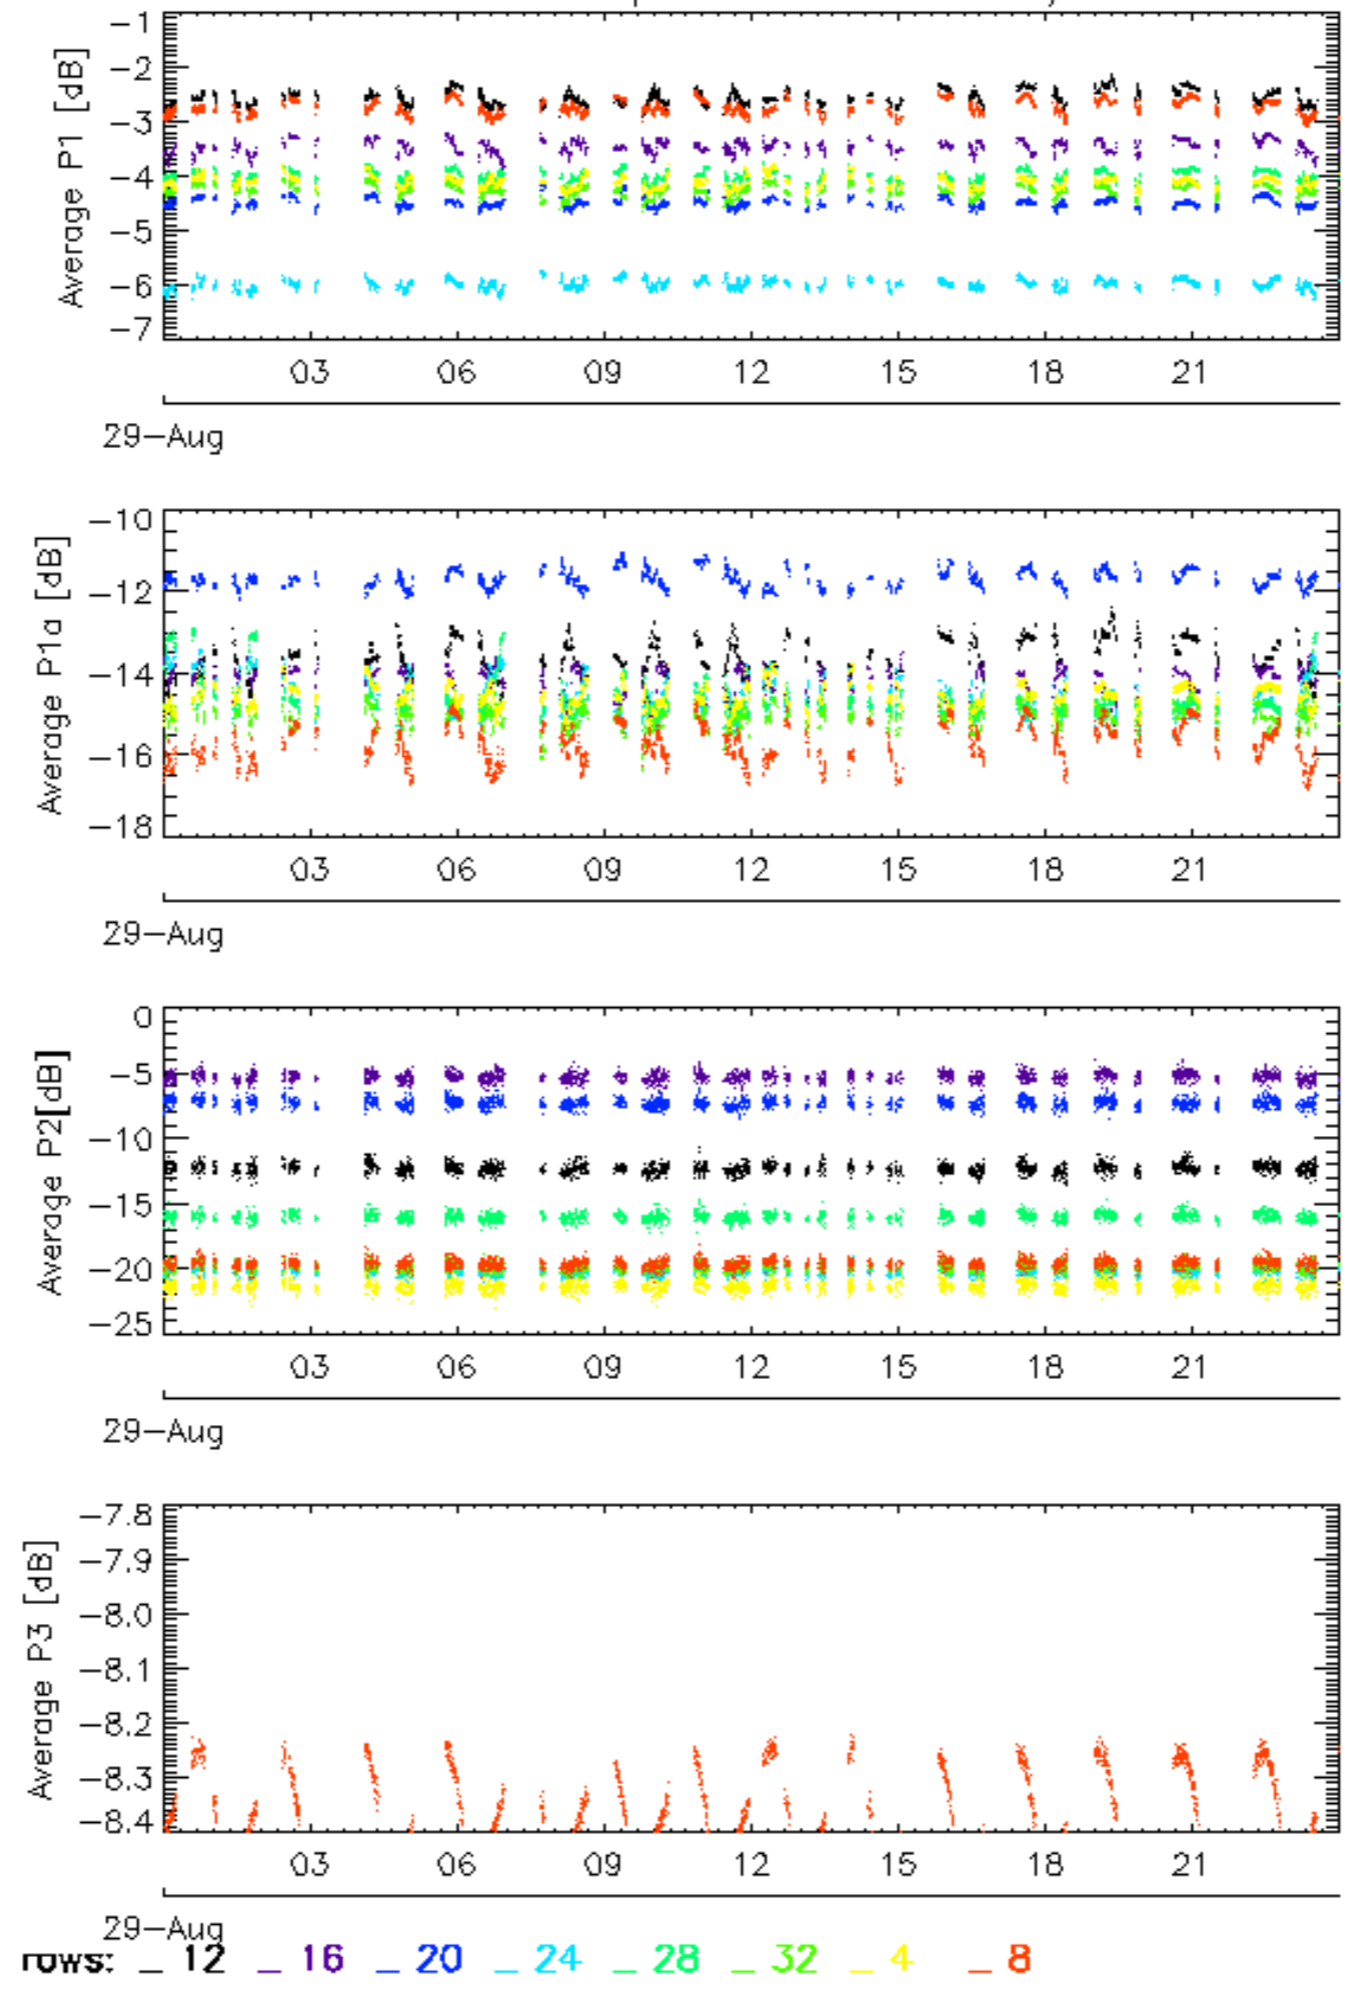 Average P1 [dB]
-1
-2
-3
-4
-5
-6
-7
03 06 09 12 15 18 21
29-Aug
Average P1a [dB]
-10
-12
-14
-16
-18
03 06 09 12 15 18 21
29-Aug
Average P2[dB]
0
-5
-10
-15
-20
-25
03 06 09 12 15 18 21
29-Aug
Average P3 [dB]
-7.8
-7.9
-8.0
-8.1
-8.2
-8.3
-8.4
03 06 09 12 15 18 21
29-Aug
rows: _ 12 _ 16 _ 20 _ 24 _ 28 _ 32 _ 4 _ 8